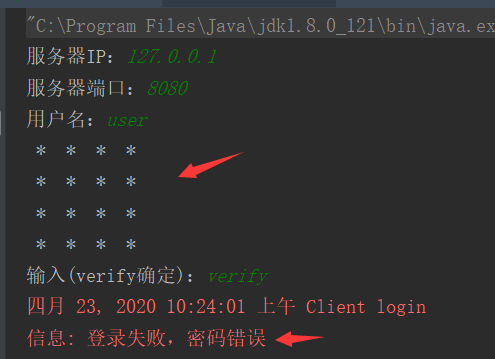 "C:\Program Files\Java\jdk1.8.0_121\bin\java.ex
服务器IP：127.0.0.1
服务器端口：8080
用户名：user
* * * *
* * * *
* * * *
* * * *
输入(verify确定)：verify
四月 23, 2020 10:24:01 上午 Client login
信息: 登录失败，密码错误